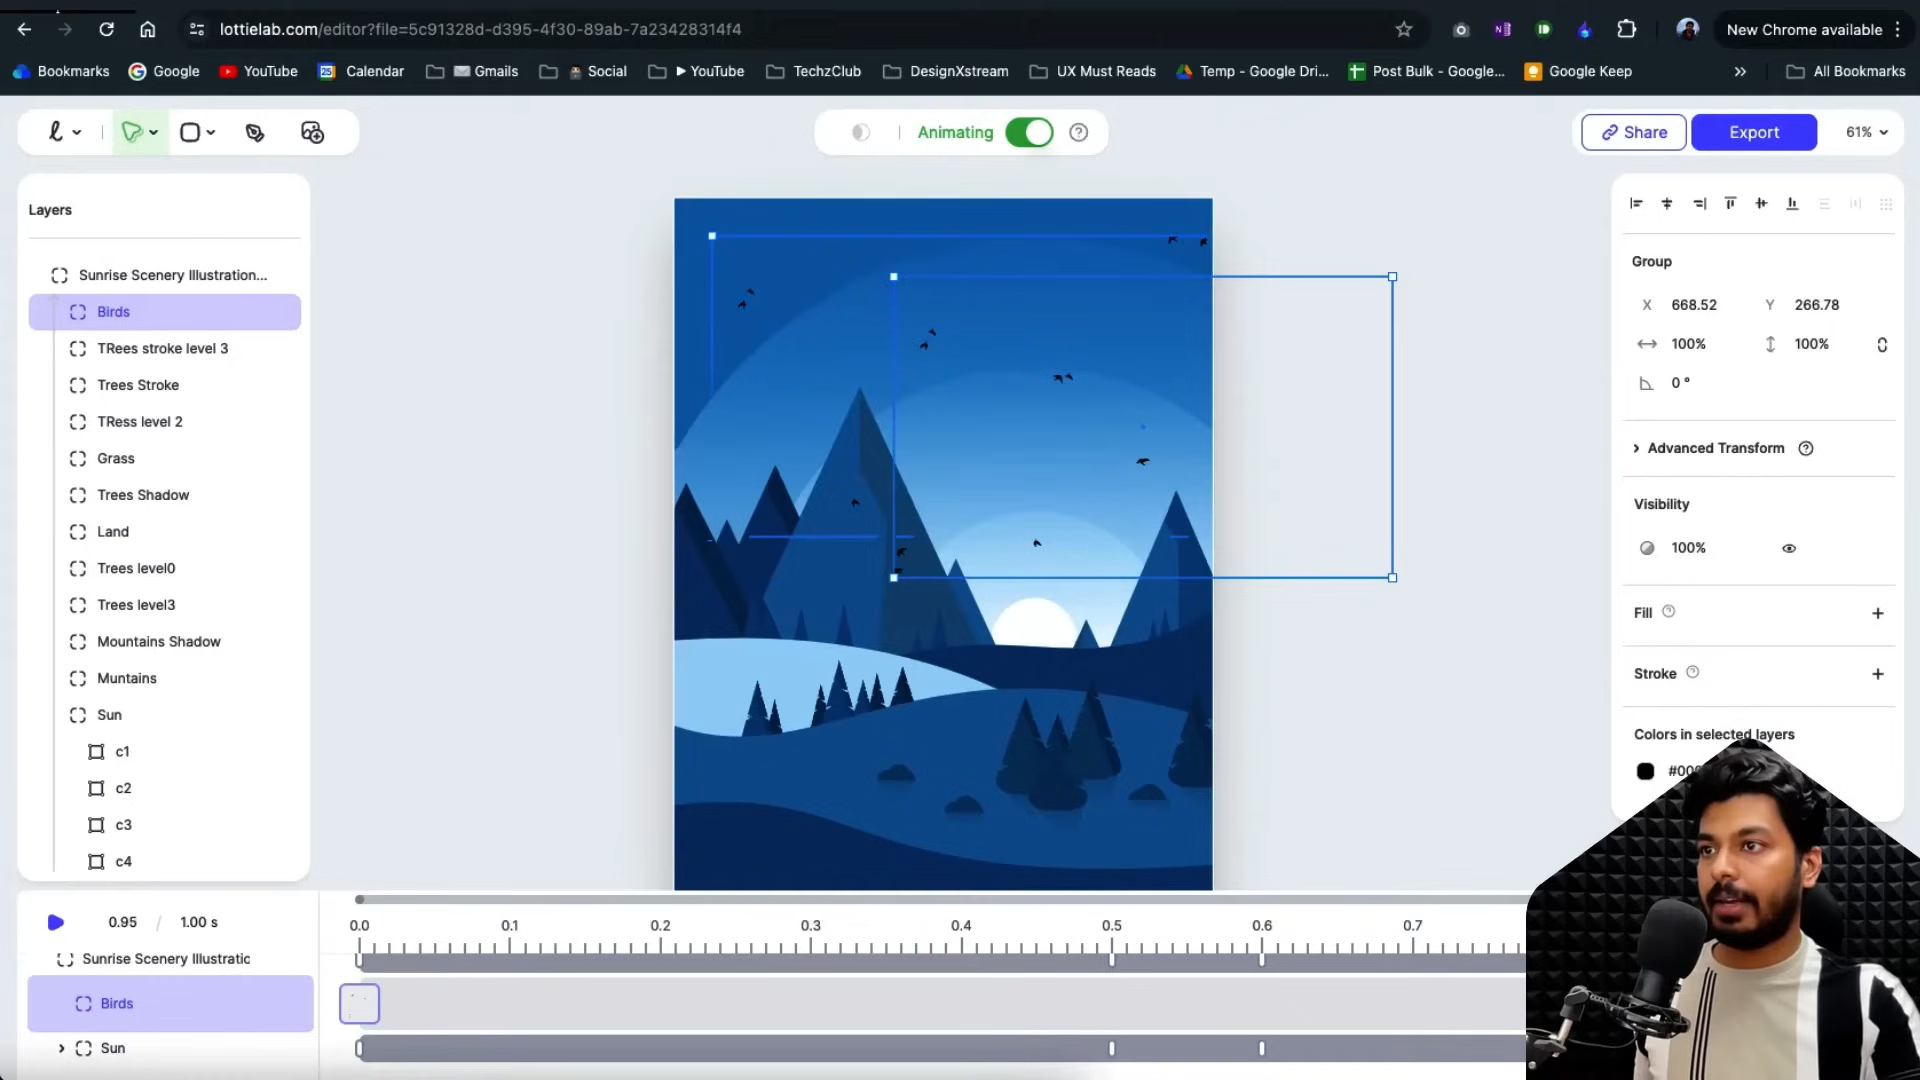 lottielab.com/editor?file=5c91328d-d395-4f30-89ab-7a23428314f4
New Chrome available
Bookmarks
Google
YouTube
Calendar
Gmails
Social
YouTube
TechzClub
DesignXstream
UX Must Reads
Temp - Google Dri...
Post Bulk - Google...
Google Keep
All Bookmarks
Animating
Share
Export
61%
Layers
Sunrise Scenery Illustration...
Birds
TRees stroke level 3
Trees Stroke
TRess level 2
Grass
Trees Shadow
Land
Trees level0
Trees level3
Mountains Shadow
Muntains
Sun
c1
c2
c3
c4
Group
X 668.52 Y 266.78
100% 100%
0 °
Advanced Transform
Visibility
100%
Fill
Stroke
Colors in selected layers
0.95 / 1.00 s
0.0 0.1 0.2 0.3 0.4 0.5 0.6 0.7
Sunrise Scenery Illustratic
Birds
Sun